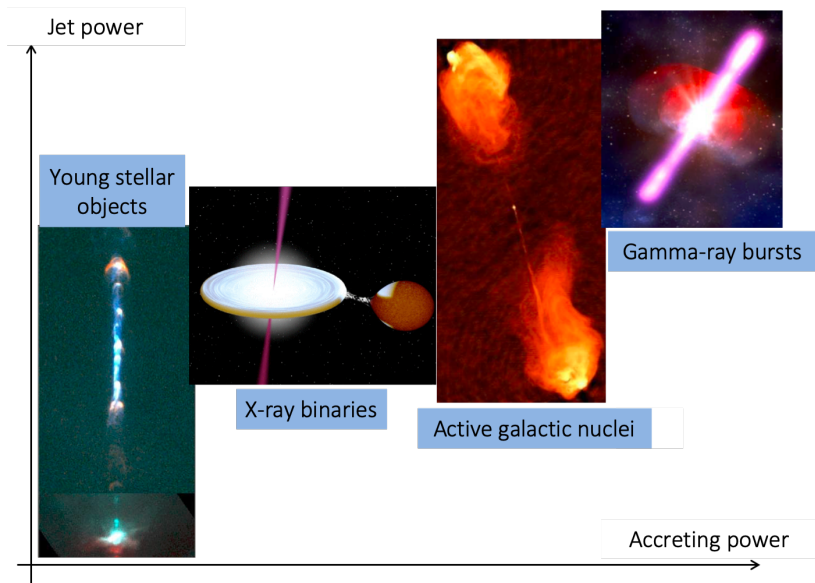 Jet power
Young stellar
objects
Gamma-ray bursts
X-ray binaries
Active galactic nuclei
Accreting power